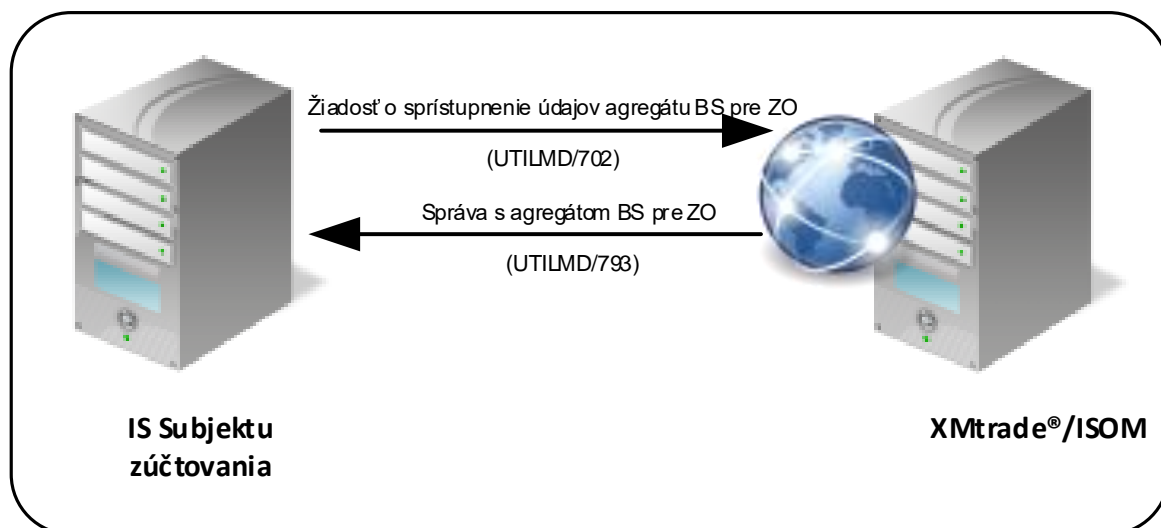 Žiadosť o sprístupnenie údajov agregátu BS pre ZO
(UTILMD/702)
Správa s agregátom BS pre ZO
(UTILMD/793)
IS Subjektu
zúčtovania
XMtrade®/ISOM